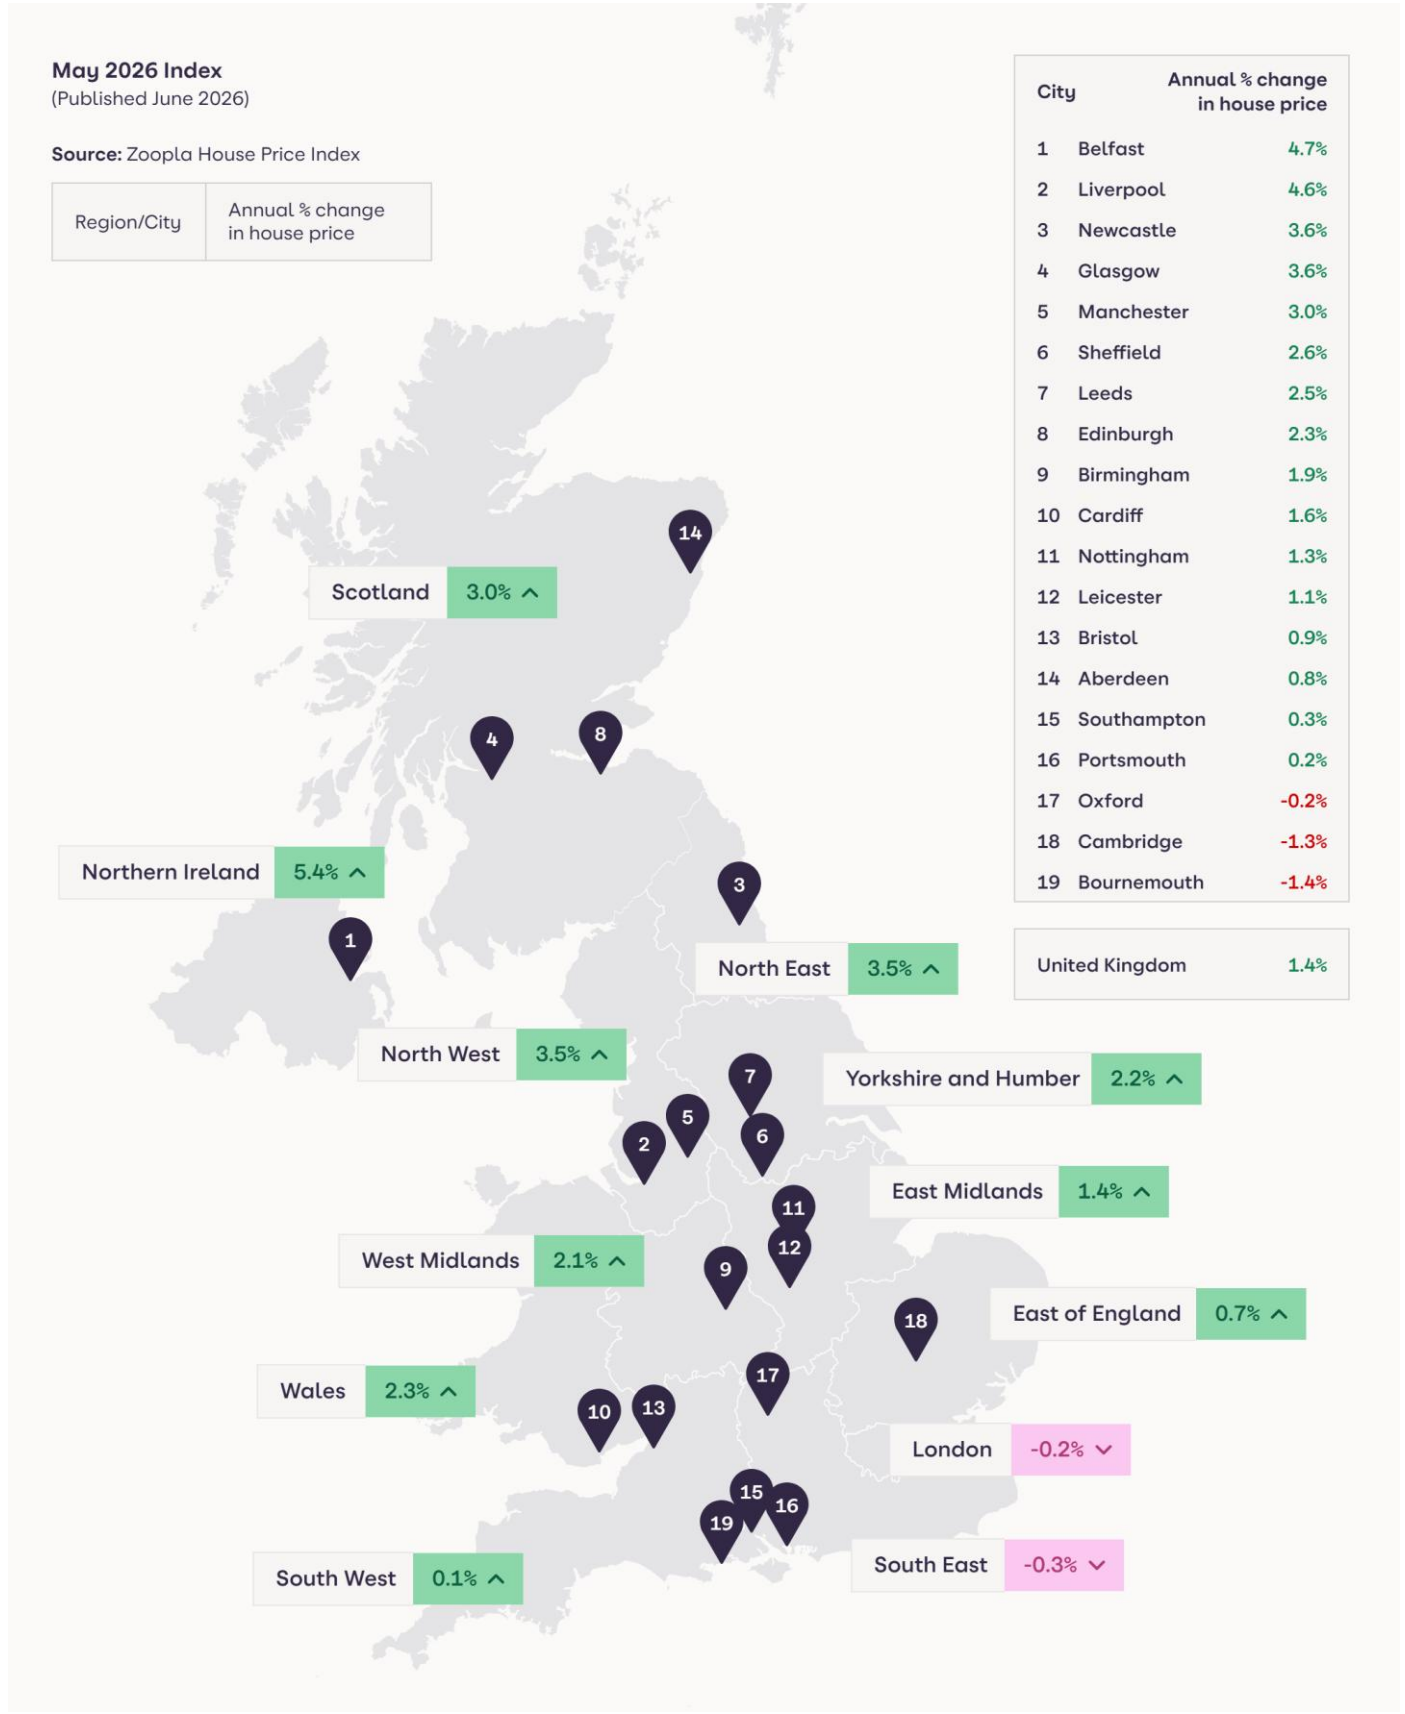 May 2026 Index
(Published June 2026)
Source: Zoopla House Price Index
Region/City
Annual % change
in house price
City
Annual % change
in house price
1 Belfast 4.7%
2 Liverpool 4.6%
3 Newcastle 3.6%
4 Glasgow 3.6%
5 Manchester 3.0%
6 Sheffield 2.6%
7 Leeds 2.5%
8 Edinburgh 2.3%
9 Birmingham 1.9%
10 Cardiff 1.6%
11 Nottingham 1.3%
12 Leicester 1.1%
13 Bristol 0.9%
14 Aberdeen 0.8%
15 Southampton 0.3%
16 Portsmouth 0.2%
17 Oxford -0.2%
18 Cambridge -1.3%
19 Bournemouth -1.4%
United Kingdom 1.4%
14
Scotland 3.0%
4
8
Northern Ireland 5.4%
3
1
North East 3.5%
North West 3.5%
7
Yorkshire and Humber 2.2%
5
6
2
East Midlands 1.4%
11
12
West Midlands 2.1%
9
East of England 0.7%
18
17
Wales 2.3%
10
13
London -0.2%
15
16
19
South East -0.3%
South West 0.1%